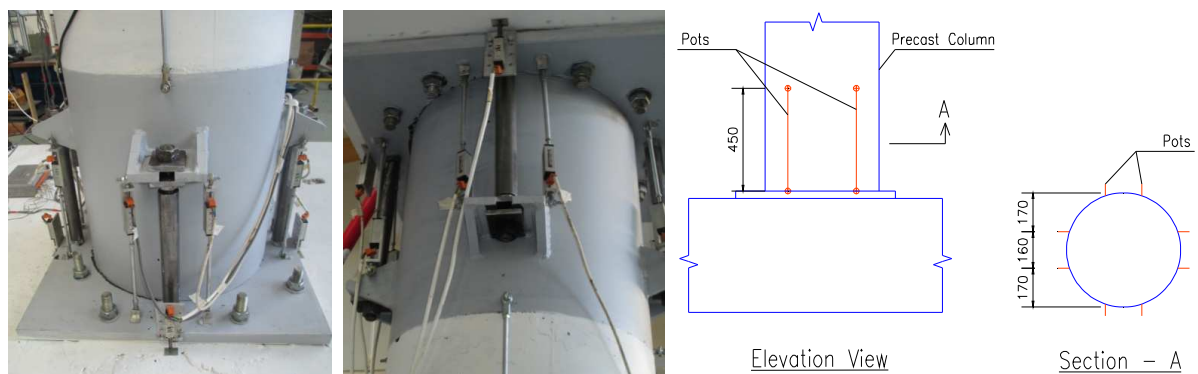 Pots
Precast Column
A
450
Elevation View
Pots
170
160
170
Section - A